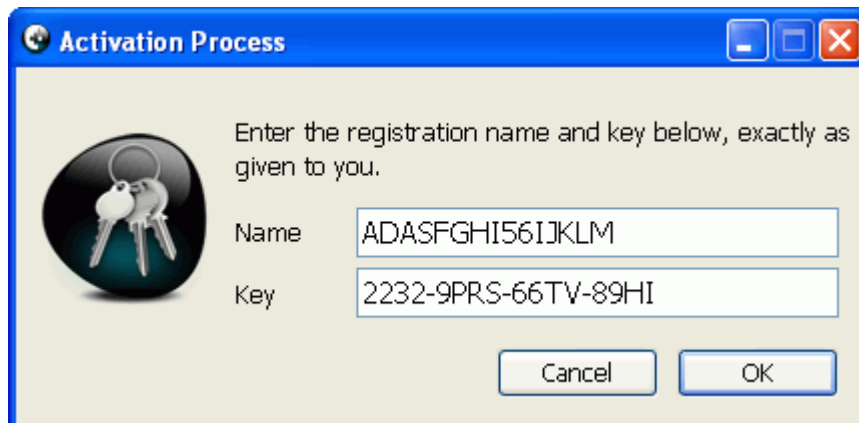 Activation Process
Enter the registration name and key below, exactly as
given to you.
Name ADASFGHI56IJKLM
Key 2232-9PRS-66TV-89HI
Cancel OK